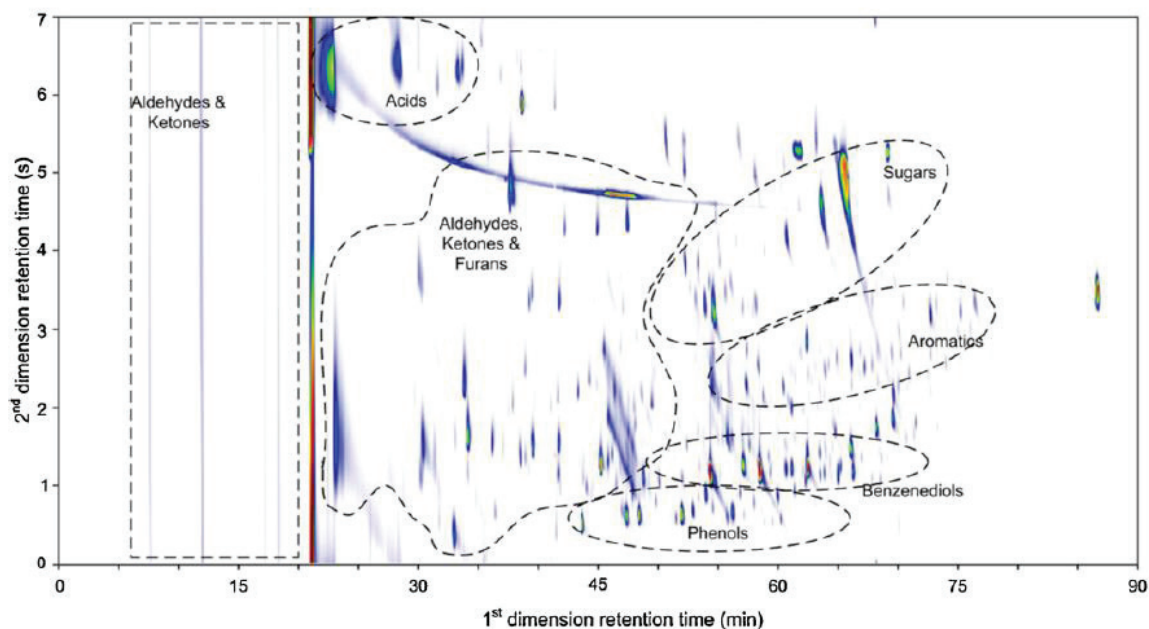 7
6
5
4
3
2
1
0
2nd dimension retention time (s)
Aldehydes &
Ketones
Acids
Aldehydes,
Ketones &
Furans
Sugars
Aromatics
Benzenediols
Phenols
0
15
30
45
60
75
90
1st dimension retention time (min)